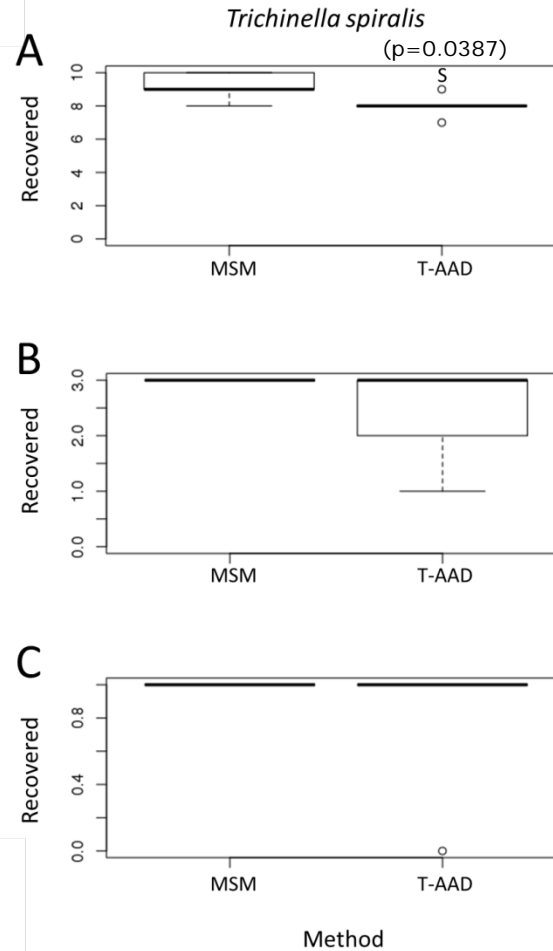 Trichinella spiralis
A
(p=0.0387)
S
Recovered
10
8
6
4
2
0
MSM T-AAD
B
Recovered
3.0
2.0
1.0
0.0
MSM T-AAD
C
Recovered
0.8
0.4
0.0
MSM T-AAD
Method